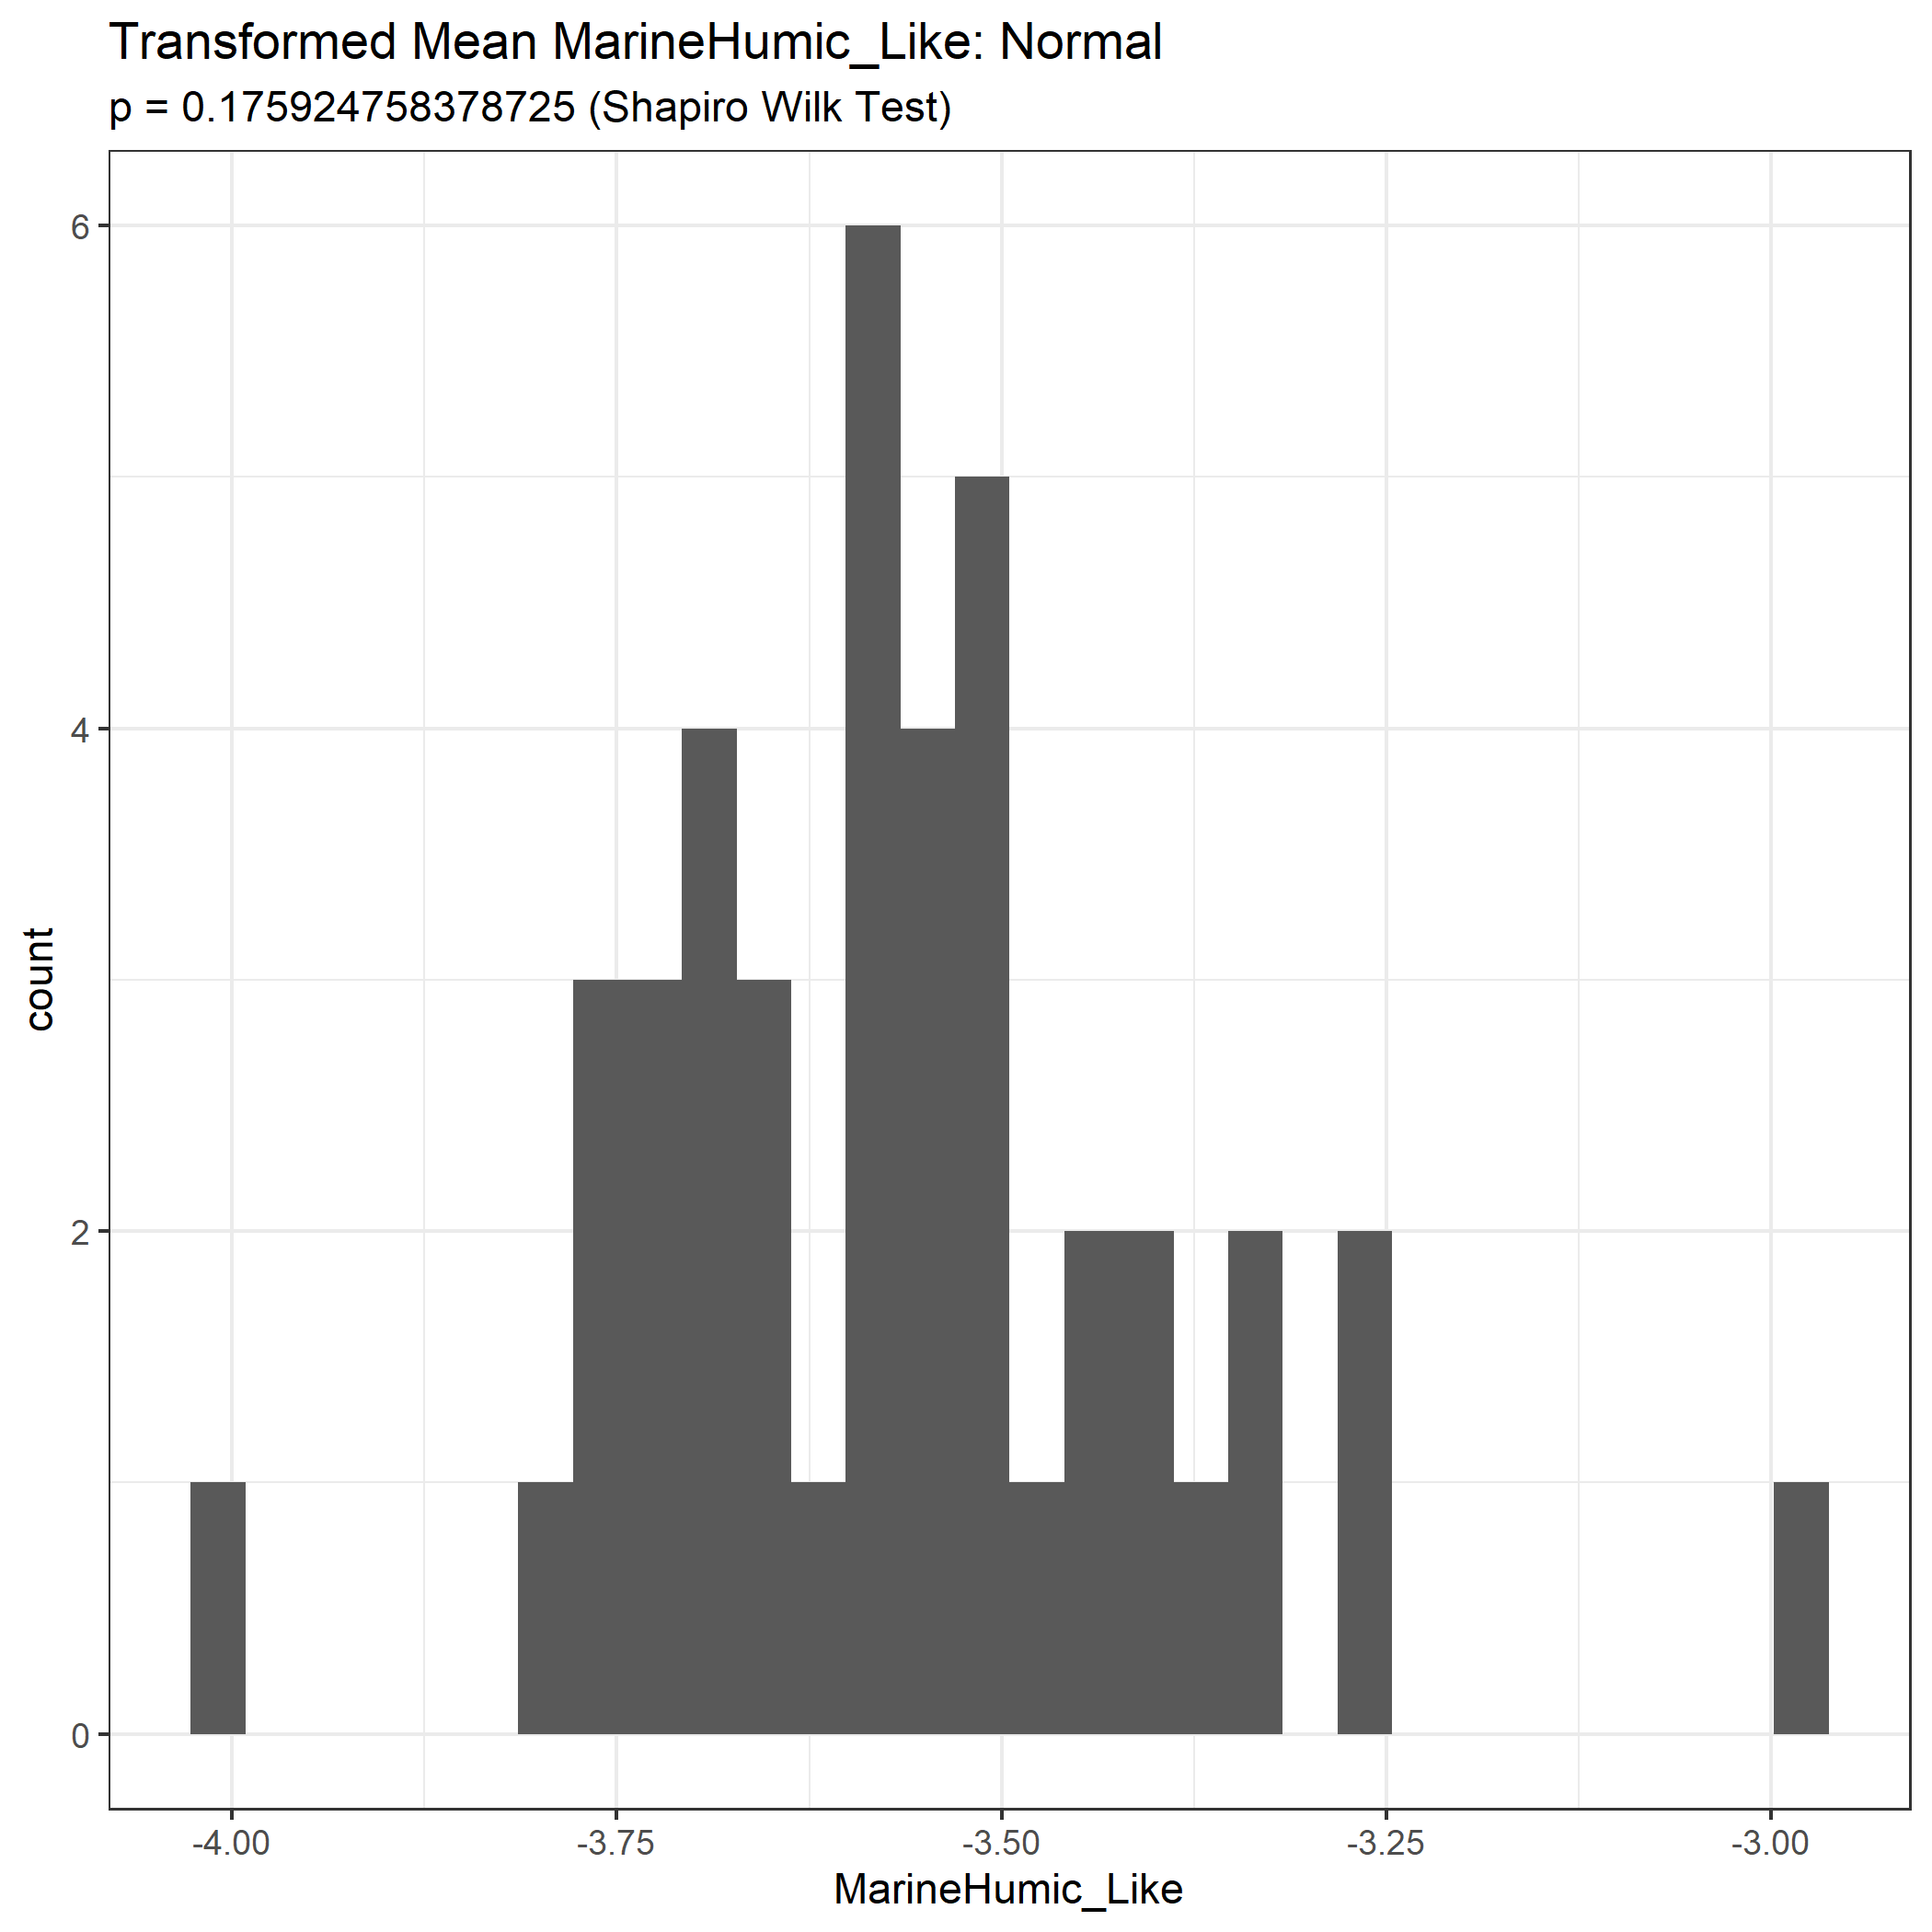 Transformed Mean MarineHumic_Like: Normal
p = 0.175924758378725 (Shapiro Wilk Test)
6
4
2
0
count
-4.00 -3.75 -3.50 -3.25 -3.00
MarineHumic_Like